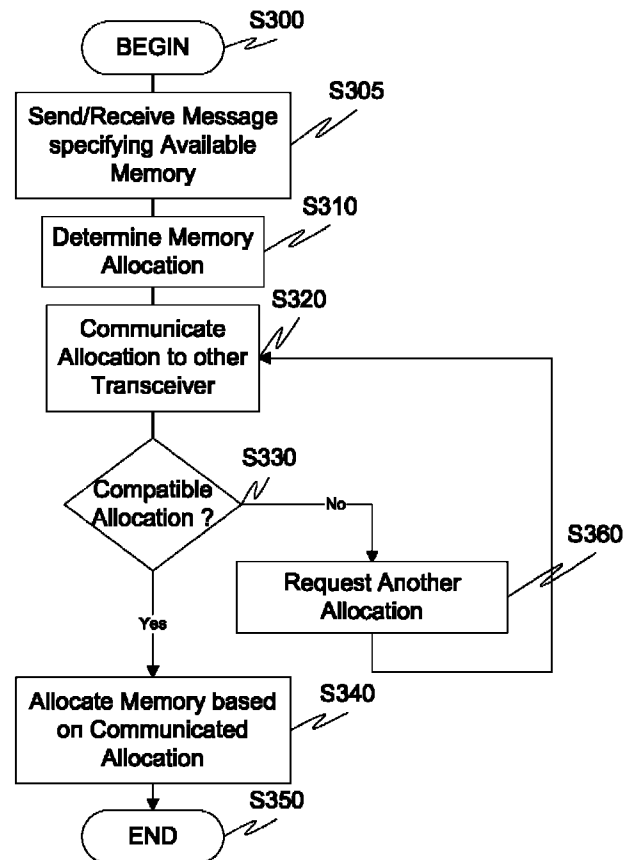 S300
BEGIN
S305
Send/Receive Message
specifying Available
Memory
S310
Determine Memory
Allocation
S320
Communicate
Allocation to other
Transceiver
S330
Compatible
Allocation ?
No
S360
Request Another
Allocation
Yes
S340
Allocate Memory based
on Communicated
Allocation
S350
END